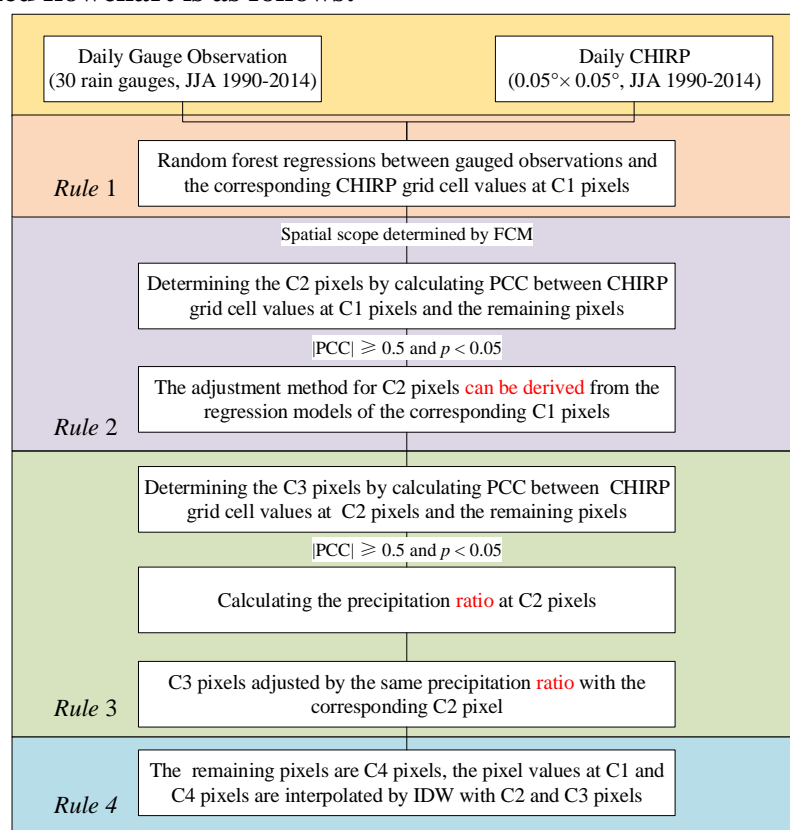 Daily Gauge Observation
(30 rain gauges, JJA 1990-2014)
Daily CHIRP
(0.05°× 0.05°, JJA 1990-2014)
Rule 1
Random forest regressions between gauged observations and
the corresponding CHIRP grid cell values at C1 pixels
Spatial scope determined by FCM
Determining the C2 pixels by calculating PCC between CHIRP
grid cell values at C1 pixels and the remaining pixels
|PCC| ≥ 0.5 and p < 0.05
The adjustment method for C2 pixels can be derived from the
regression models of the corresponding C1 pixels
Rule 2
Determining the C3 pixels by calculating PCC between CHIRP
grid cell values at C2 pixels and the remaining pixels
|PCC| ≥ 0.5 and p < 0.05
Calculating the precipitation ratio at C2 pixels
C3 pixels adjusted by the same precipitation ratio with the
corresponding C2 pixel
Rule 3
The remaining pixels are C4 pixels, the pixel values at C1 and
C4 pixels are interpolated by IDW with C2 and C3 pixels
Rule 4